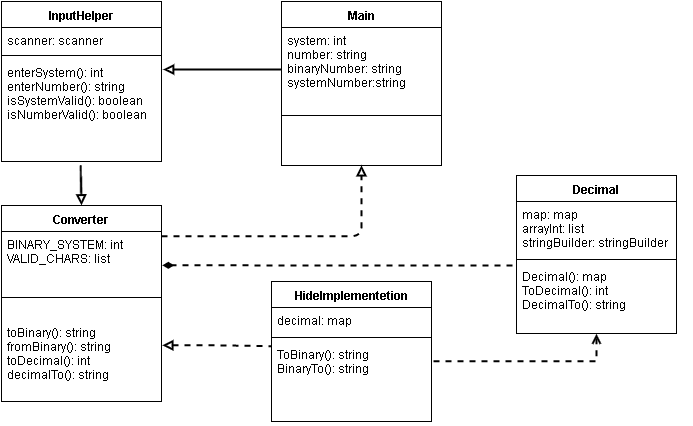 InputHelper
scanner: scanner
enterSystem(): int
enterNumber(): string
isSystemValid(): boolean
isNumberValid(): boolean
Main
system: int
number: string
binaryNumber: string
systemNumber:string
Converter
BINARY_SYSTEM: int
VALID_CHARS: list
toBinary(): string
fromBinary(): string
toDecimal(): int
decimalTo(): string
HideImplementetion
decimal: map
ToBinary(): string
BinaryTo(): string
Decimal
map: map
arrayInt: list
stringBuilder: stringBuilder
Decimal(): map
ToDecimal(): int
DecimalTo(): string